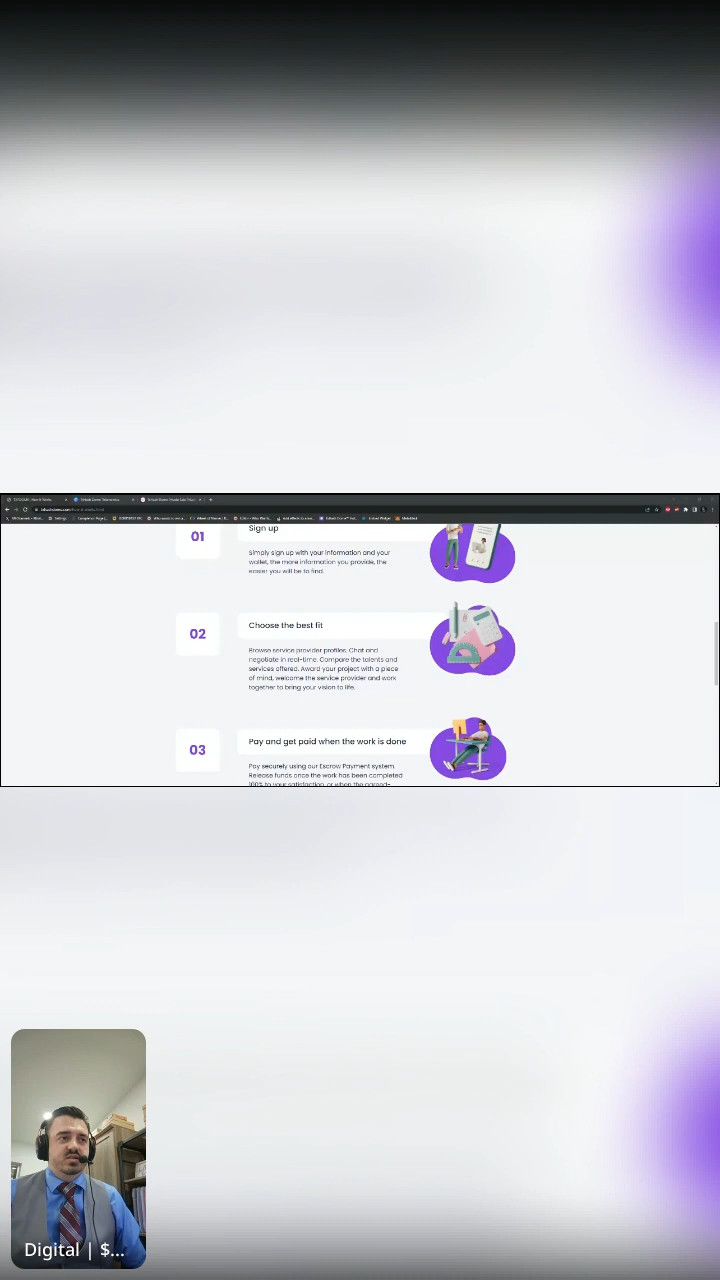 01
Sign up
Simply sign up with your information and your
wallet, the more information you provide, the
easier you will be to find.
02
Choose the best fit
Browse service provider profiles. Chat and
negotiate in real-time. Compare the talents and
services offered. Award your project with a piece
of mind, welcome the service provider and work
together to bring your vision to life.
03
Pay and get paid when the work is done
Pay securely using our Escrow Payment system.
Release funds once the work has been completed
100% to your satisfaction, or when the agreed-
Digital | $...